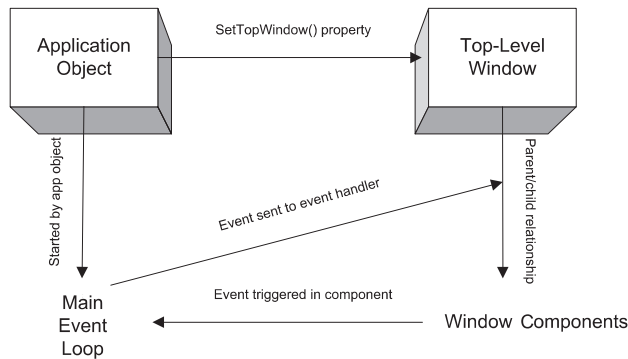 Application
Object
SetTopWindow() property
Top-Level
Window
Started by app object
Parent/child relationship
Event sent to event handler
Main
Event
Loop
Event triggered in component
Window Components